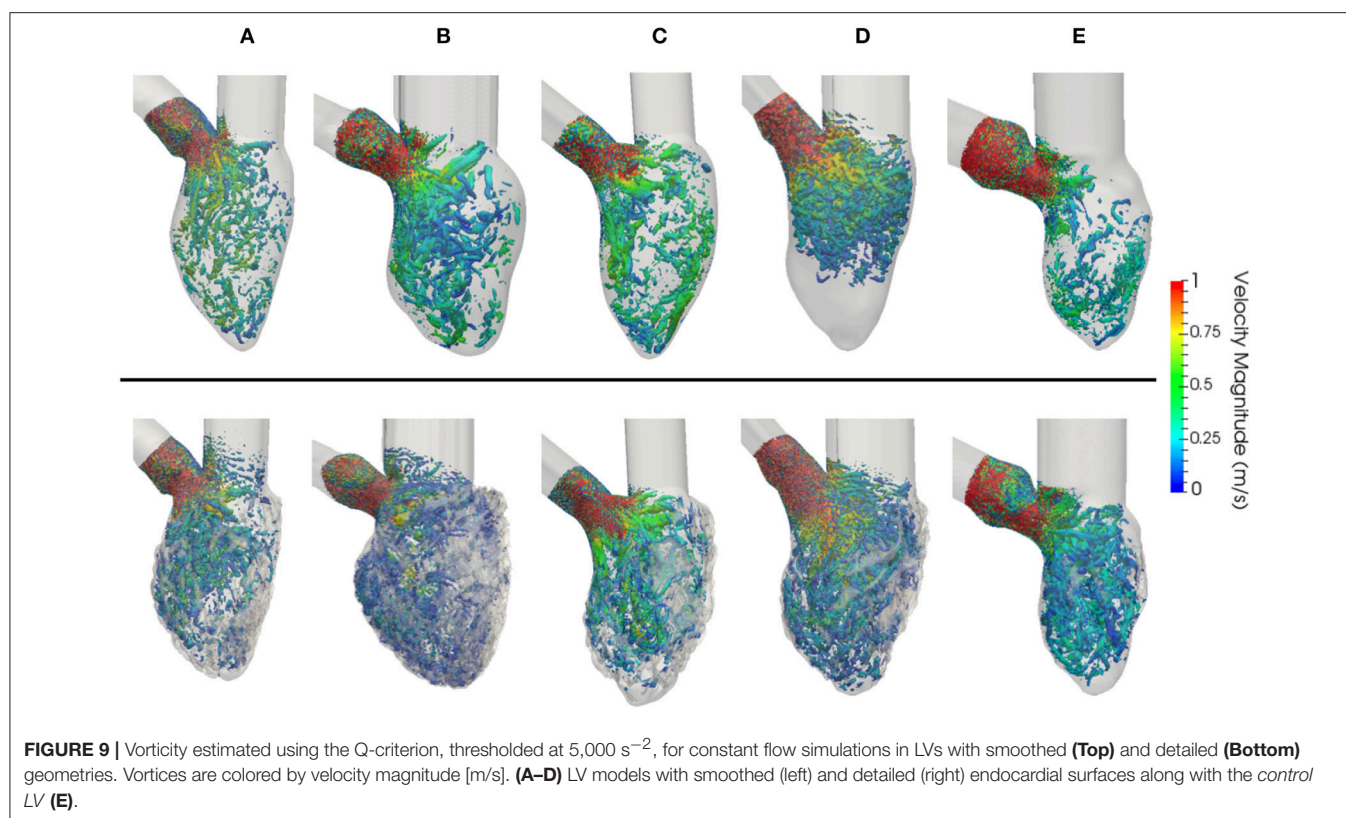 A B C D E
1
0.75
0.5
0.25
0
Velocity Magnitude (m/s)
FIGURE 9 | Vorticity estimated using the Q-criterion, thresholded at 5,000 s⁻², for constant flow simulations in LVs with smoothed (Top) and detailed (Bottom)
geometries. Vortices are colored by velocity magnitude [m/s]. (A–D) LV models with smoothed (left) and detailed (right) endocardial surfaces along with the control
LV (E).